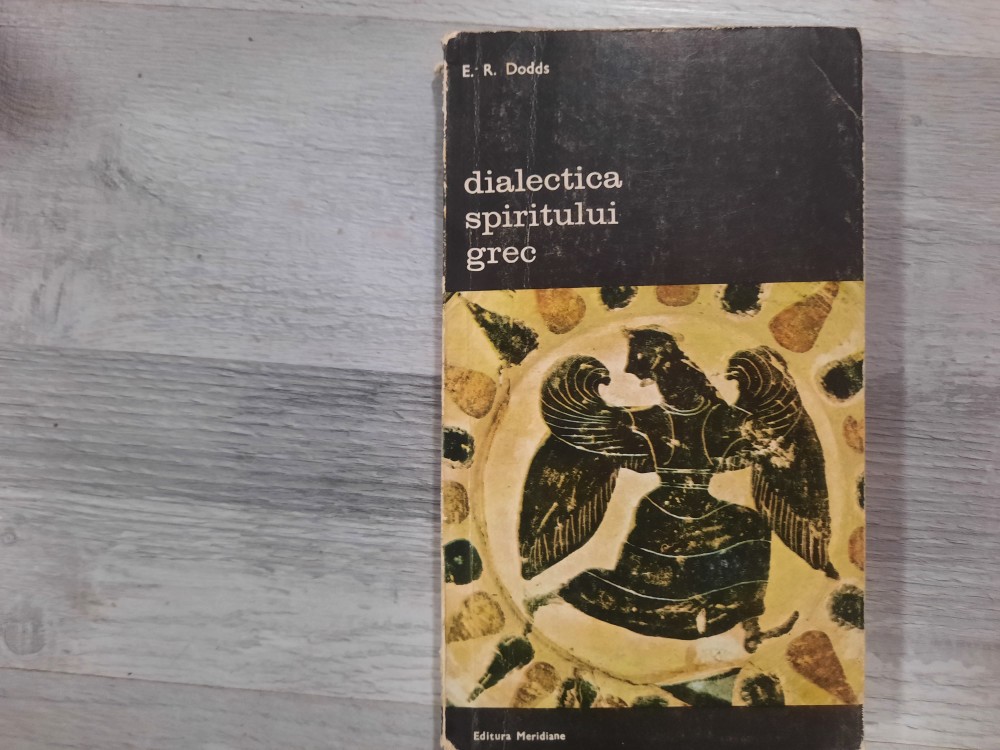 E. R. Dodds
dialectica
spiritului
grec
Editura Meridiane